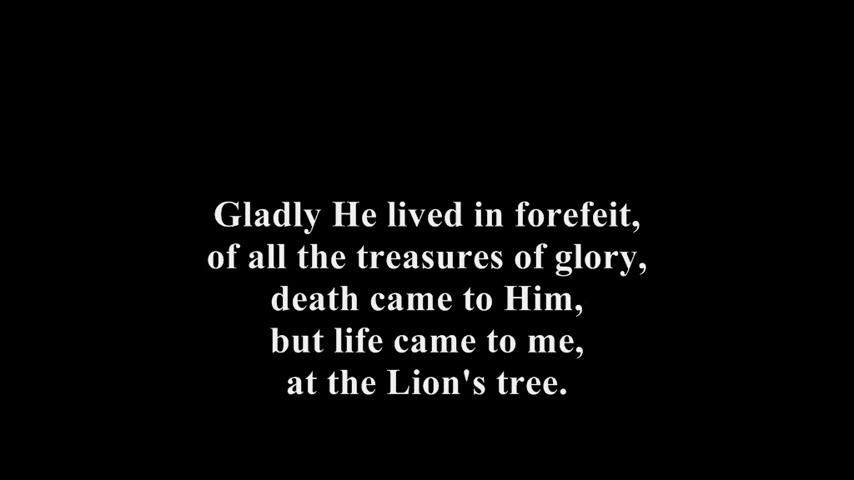 Gladly He lived in forefeit,
of all the treasures of glory,
death came to Him,
but life came to me,
at the Lion's tree.